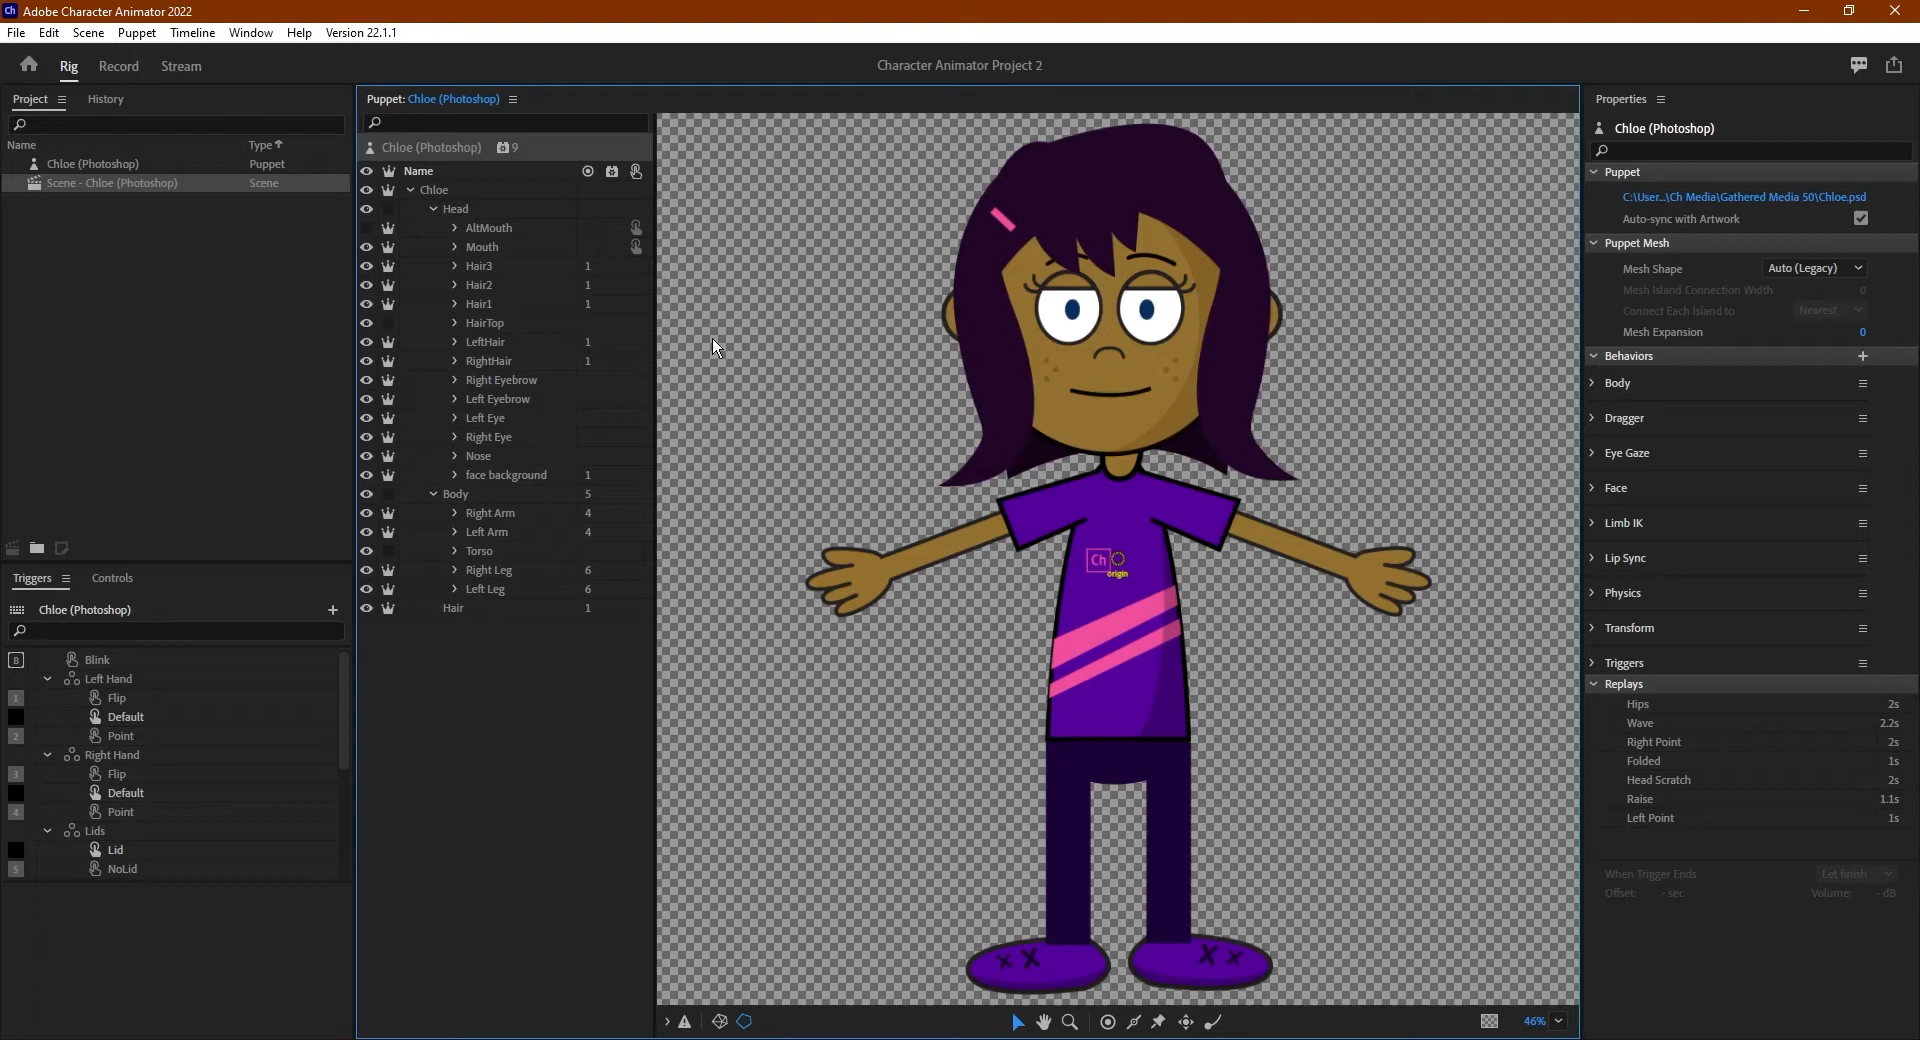 Ch Adobe Character Animator 2022
File Edit Scene Puppet Timeline Window Help Version 22.1.1
Rig Record Stream
Character Animator Project 2
Project History
Name Type
Chloe (Photoshop) Puppet
Scene - Chloe (Photoshop) Scene
Triggers Controls
Chloe (Photoshop)
B Blink
Left Hand
1 Flip
Default
2 Point
Right Hand
3 Flip
Default
4 Point
Lids
Lid
5 NoLid
Puppet: Chloe (Photoshop)
Chloe (Photoshop) 9
Name
Chloe
Head
AltMouth
Mouth
Hair3 1
Hair2 1
Hair1 1
HairTop
LeftHair 1
RightHair 1
Right Eyebrow
Left Eyebrow
Left Eye
Right Eye
Nose
face background 1
Body 5
Right Arm 4
Left Arm 4
Torso
Right Leg 6
Left Leg 6
Hair 1
Ch
origin
46%
Properties
Chloe (Photoshop)
Puppet
C:\User...\Ch Media\Gathered Media 50\Chloe.psd
Auto-sync with Artwork
Puppet Mesh
Mesh Shape Auto (Legacy)
Mesh Island Connection Width 0
Connect Each Island to Nearest
Mesh Expansion 0
Behaviors +
Body
Dragger
Eye Gaze
Face
Limb IK
Lip Sync
Physics
Transform
Triggers
Replays
Hips 2s
Wave 2.2s
Right Point 2s
Folded 1s
Head Scratch 2s
Raise 1.1s
Left Point 1s
When Trigger Ends Let finish
Offset: - sec Volume: - dB